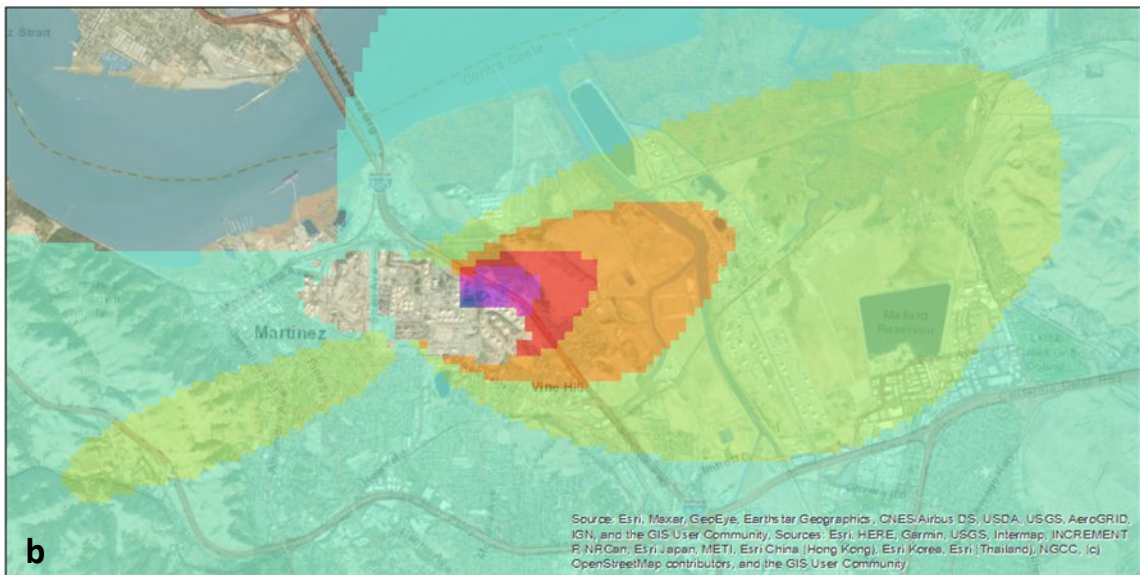 z Strait
Contra Costa
Martinez
Vine Hill
Mallard
Reservoir
b
Source: Esri, Maxar, GeoEye, Earthstar Geographics, CNES/Airbus DS, USDA, USGS, AeroGRID,
IGN, and the GIS User Community, Sources: Esri, HERE, Garmin, USGS, Intermap, INCREMENT
P, NRCan, Esri Japan, METI, Esri China (Hong Kong), Esri Korea, Esri (Thailand), NGCC, (c)
OpenStreetMap contributors, and the GIS User Community